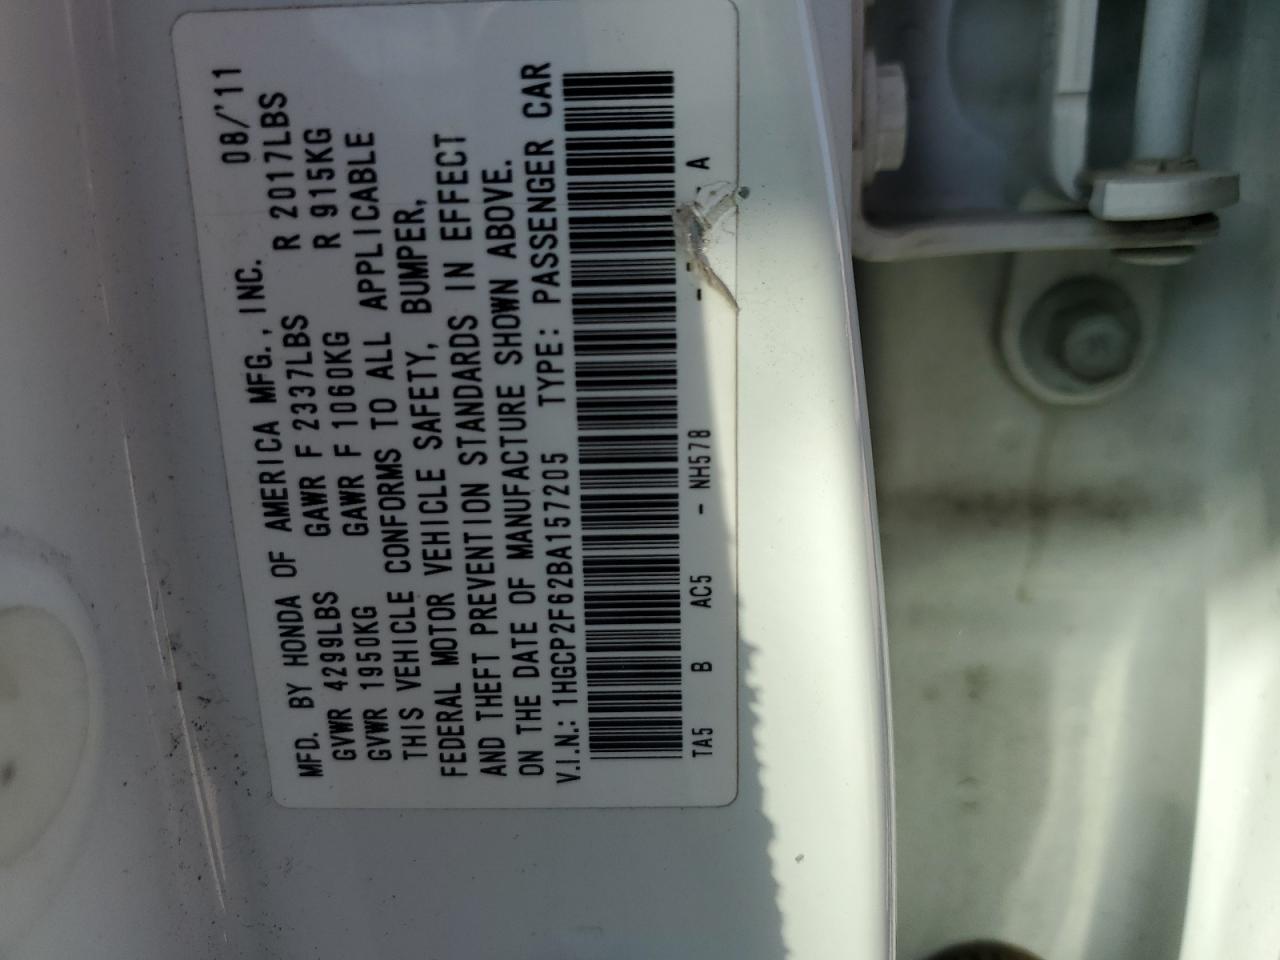 MFD. BY HONDA OF AMERICA MFG., INC. 08/'11
GVWR 4299LBS GAWR F 2337LBS R 2017LBS
GVWR 1950KG GAWR F 1060KG R 915KG
THIS VEHICLE CONFORMS TO ALL APPLICABLE
FEDERAL MOTOR VEHICLE SAFETY, BUMPER,
AND THEFT PREVENTION STANDARDS IN EFFECT
ON THE DATE OF MANUFACTURE SHOWN ABOVE.
V.I.N.: 1HGCP2F62BA157205 TYPE: PASSENGER CAR
TA5 B AC5 - NH578 - - A